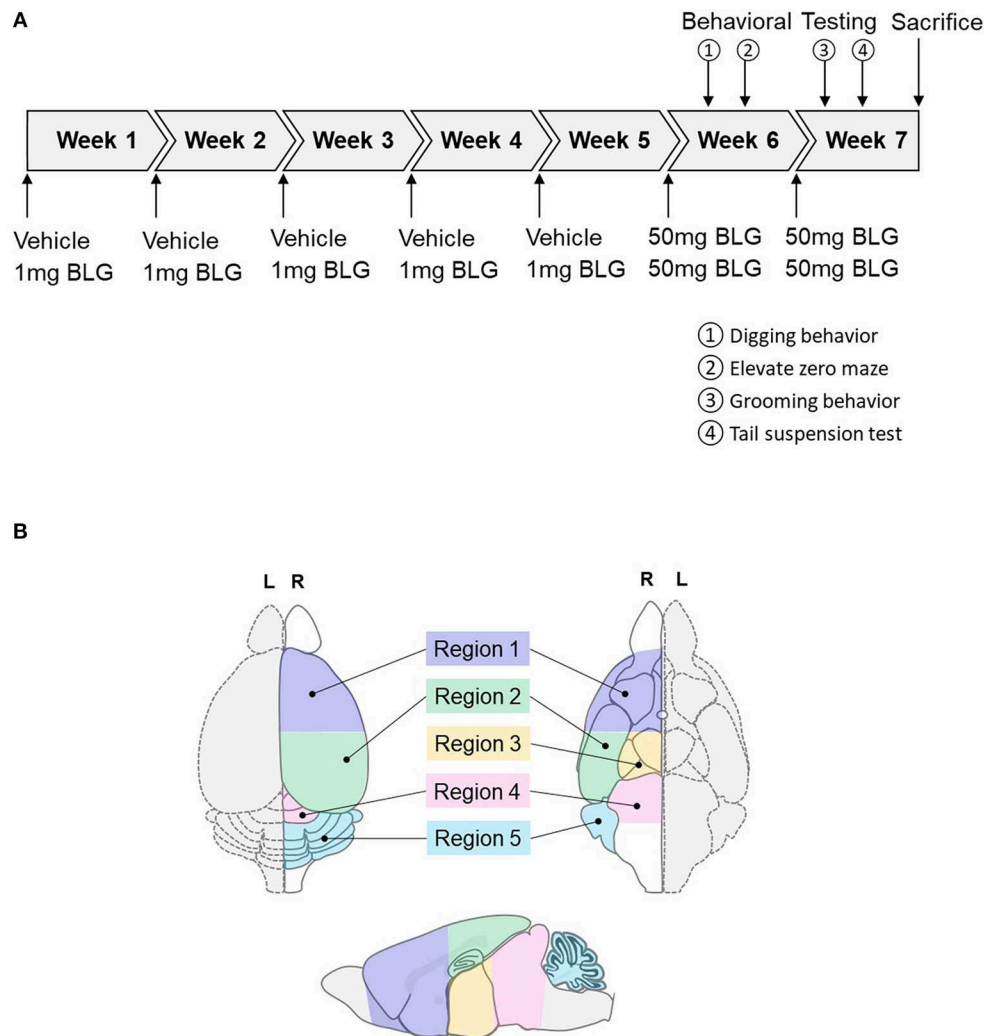 A
Behavioral Testing Sacrifice
① ② ③ ④
Week 1 Week 2 Week 3 Week 4 Week 5 Week 6 Week 7
Vehicle Vehicle Vehicle Vehicle Vehicle 50mg BLG 50mg BLG
1mg BLG 1mg BLG 1mg BLG 1mg BLG 1mg BLG 50mg BLG 50mg BLG
① Digging behavior
② Elevate zero maze
③ Grooming behavior
④ Tail suspension test
B
L R R L
Region 1
Region 2
Region 3
Region 4
Region 5